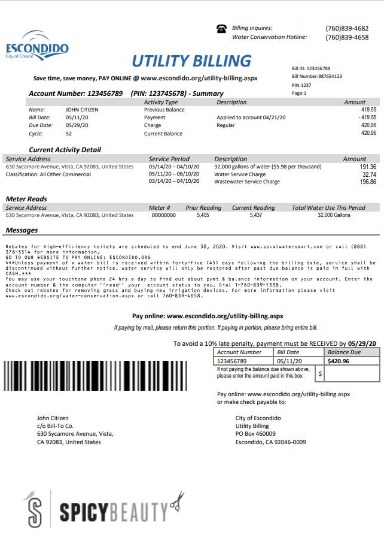 ESCONDIDO
City of Choice
Billing Inquires: (760)839-4682
Water Conservation Hotline: (760)839-4658
UTILITY BILLING
Save time, save money, PAY ONLINE @ www.escondido.org/utility-billing.aspx
Bill ID: 123456789
Bill Number:987654123
PIN: 1237
Page 1
Account Number: 123456789 (PIN: 123745678) - Summary
Activity Type Description Amount
Name: JOHN CITIZEN Previous Balance 419.55
Bill Date: 05/11/20 Payment Applied to account 04/21/20 -419.55
Due Date: 05/29/20 Charge Regular 420.96
Cycle: 52 Current Balance 420.96
Current Activity Detail
Service Address Service Period Description Amount
630 Sycamore Avenue, Vista, CA 92083, United States 03/14/20 - 04/10/20 32,000 gallons of water ($5.98 per thousand) 191.36
Classification: All Other Commercial 05/11/20 - 04/10/20 Water Service Charge 32.74
03/14/20 - 04/10/20 Wastewater Service Charge 196.86
Meter Reads
Service Address Meter # Prior Reading Current Reading Total Water Use This Period
630 Sycamore Avenue, Vista, CA 92083, United States 00000000 5,405 5,437 32,000 Gallons
Messages
Rebates for high-efficiency toilets are scheduled to end June 30, 2020. Visit www.socalwatersmart.com or call (888)
376-3314 for more information.
GO TO OUR WEBSITE TO PAY ONLINE: ESCONDIDO.ORG
***Unless payment of a water bill is received within forty-five (45) days following the billing date, service shall be
discontinued without further notice. Water service will only be restored after past due balance is paid in full with
CASH.***
You may use your touchtone phone 24 hrs a day to find out about pymt & balance information on your account. Enter the
account number & the computer "reads" your account status to you. Dial 1-760-839-1338.
Check out rebates for removing grass and buying new irrigation devices. For more information please visit
www.escondido.org/water-conservation.aspx or call 760-839-4658.
Pay online: www.escondido.org/utility-billing.aspx
If paying by mail, please return this portion. If paying in portion, please bring entire bill.
To avoid a 10% late penalty, payment must be RECEIVED by 05/29/20
Account Number Bill Date Balance Due
123456789 05/11/20 $420.96
If not paying the balance due shown above,
please enter the amount paid in this box. $
Pay online: www.escondido.org/utility-billing.aspx
or make check payable to:
John Citizen
c/o Bill-To Co.
630 Sycamore Avenue, Vista,
CA 92083, United States
City of Escondido
Utility Billing
PO Box 460009
Escondido, CA 92046-0009
SPICYBEAUTY